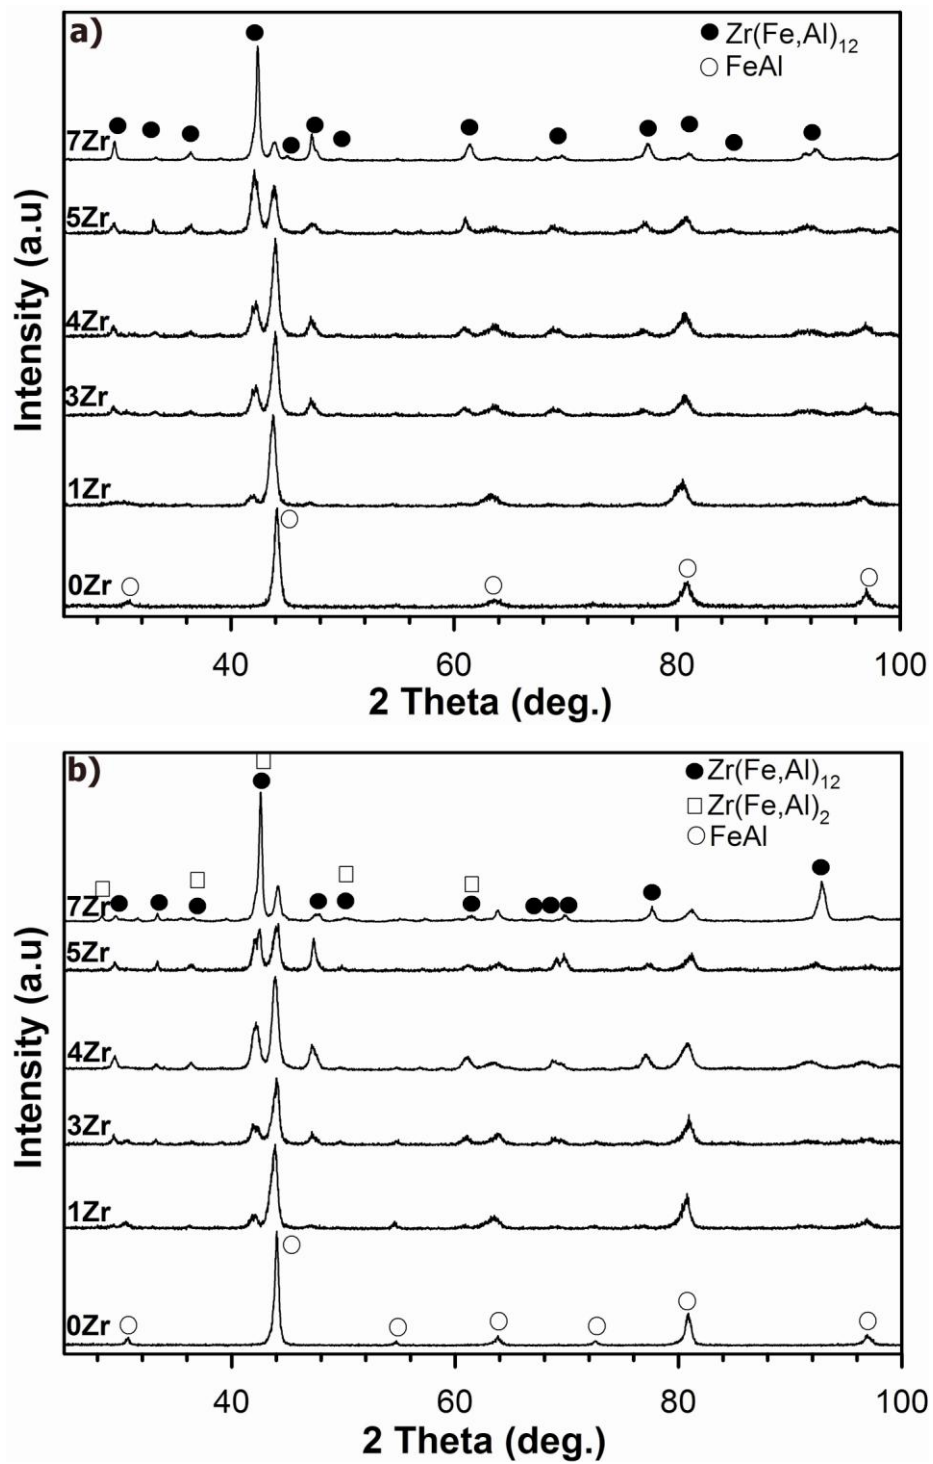 a)
● Zr(Fe,Al)₁₂
○ FeAl
7Zr
5Zr
4Zr
3Zr
1Zr
0Zr
Intensity (a.u)
40 60 80 100
2 Theta (deg.)
b)
● Zr(Fe,Al)₁₂
□ Zr(Fe,Al)₂
○ FeAl
7Zr
5Zr
4Zr
3Zr
1Zr
0Zr
Intensity (a.u)
40 60 80 100
2 Theta (deg.)